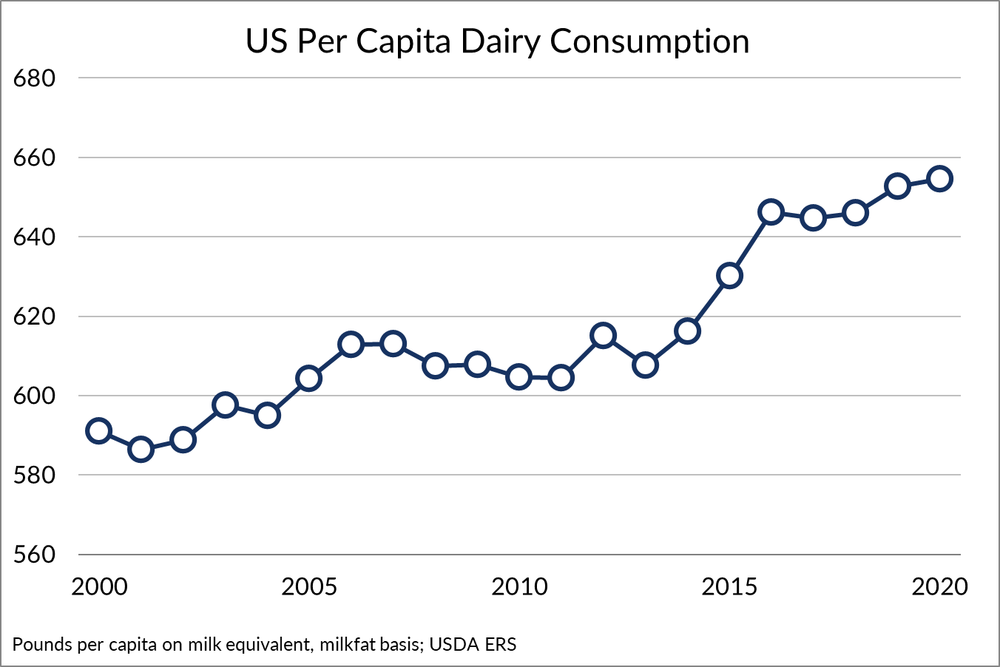 US Per Capita Dairy Consumption
680
660
640
620
600
580
560
2000 2005 2010 2015 2020
Pounds per capita on milk equivalent, milkfat basis; USDA ERS